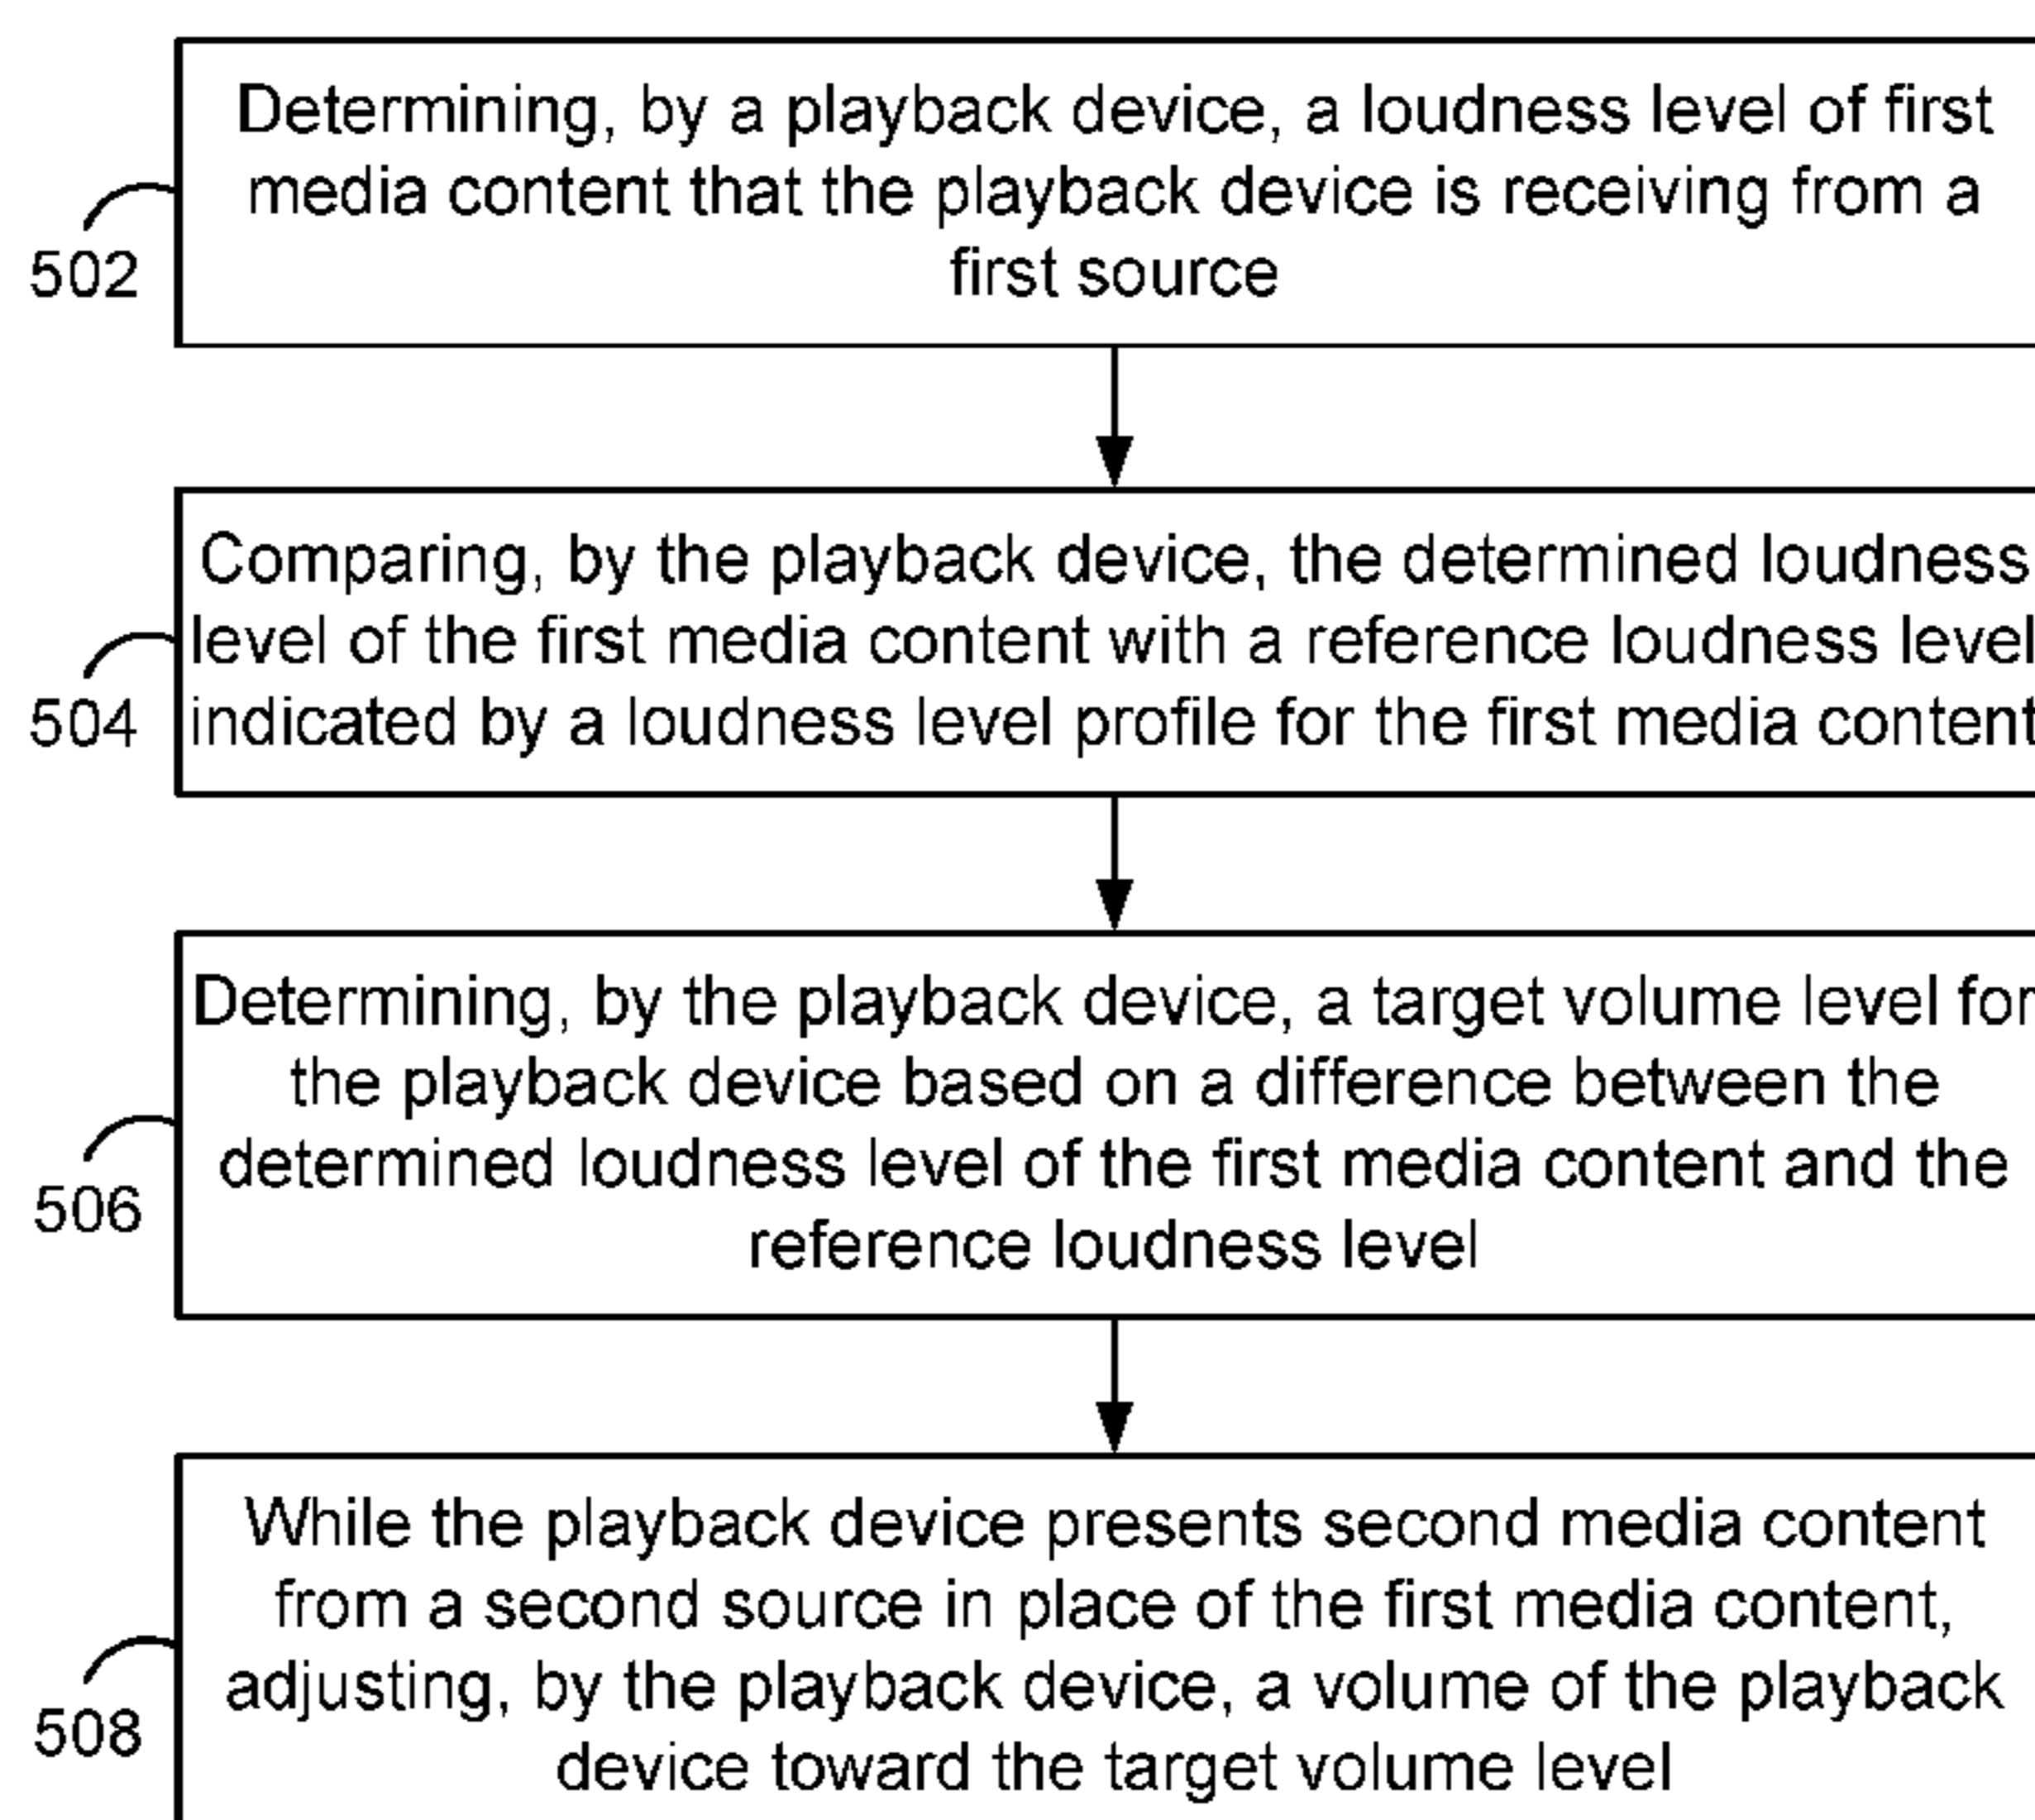 Determining, by a playback device, a loudness level of first
media content that the playback device is receiving from a
first source
502
Comparing, by the playback device, the determined loudness
level of the first media content with a reference loudness level
indicated by a loudness level profile for the first media content
504
Determining, by the playback device, a target volume level for
the playback device based on a difference between the
determined loudness level of the first media content and the
reference loudness level
506
While the playback device presents second media content
from a second source in place of the first media content,
adjusting, by the playback device, a volume of the playback
device toward the target volume level
508